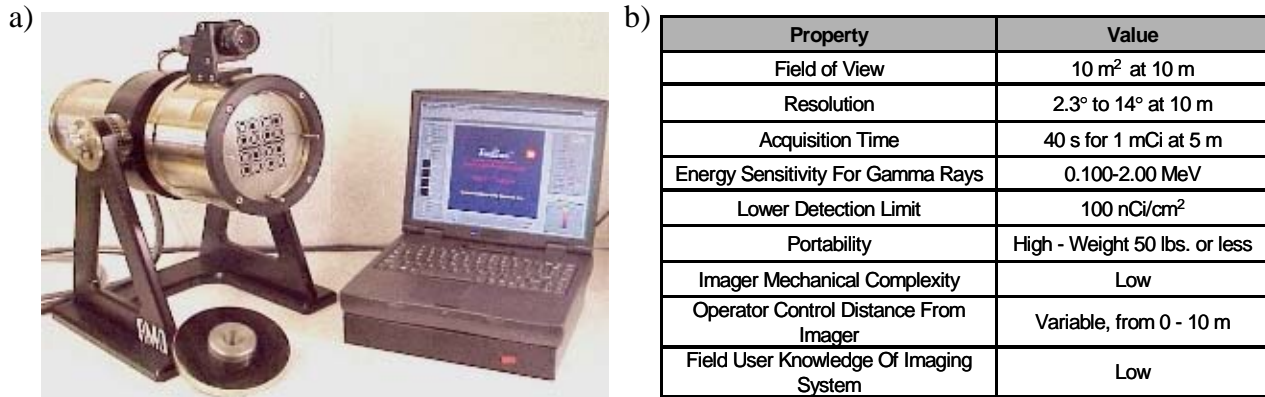 a)
RMD
b)
Property Value
Field of View 10 m² at 10 m
Resolution 2.3° to 14° at 10 m
Acquisition Time 40 s for 1 mCi at 5 m
Energy Sensitivity For Gamma Rays 0.100-2.00 MeV
Lower Detection Limit 100 nCi/cm²
Portability High - Weight 50 lbs. or less
Imager Mechanical Complexity Low
Operator Control Distance From
Imager Variable, from 0 - 10 m
Field User Knowledge Of Imaging
System Low